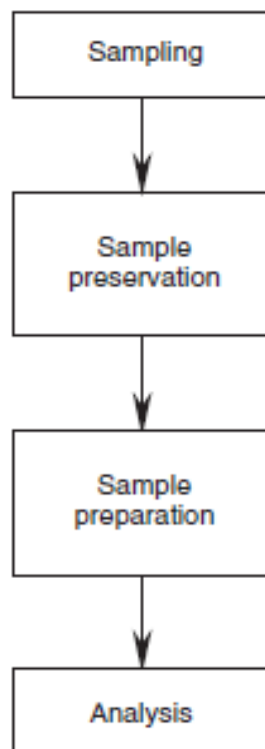 Sampling
Sample
preservation
Sample
preparation
Analysis